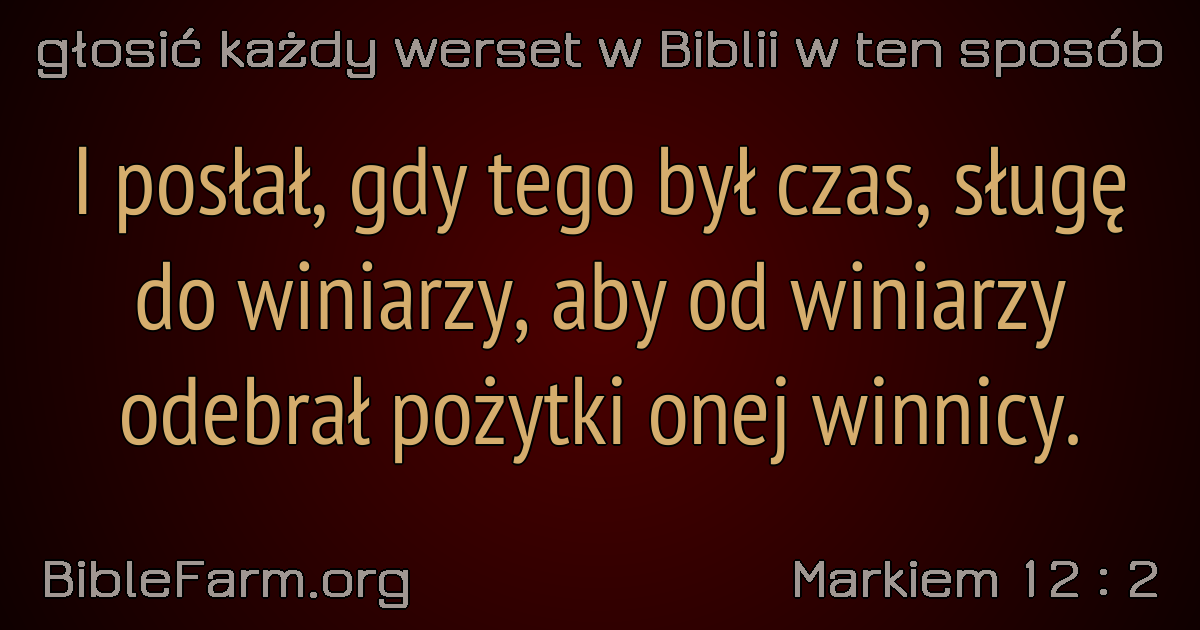 głosić każdy werset w Biblii w ten sposób
I posłał, gdy tego był czas, sługę
do winiarzy, aby od winiarzy
odebrał pożytki onej winnicy.
BibleFarm.org
Markiem 12 : 2